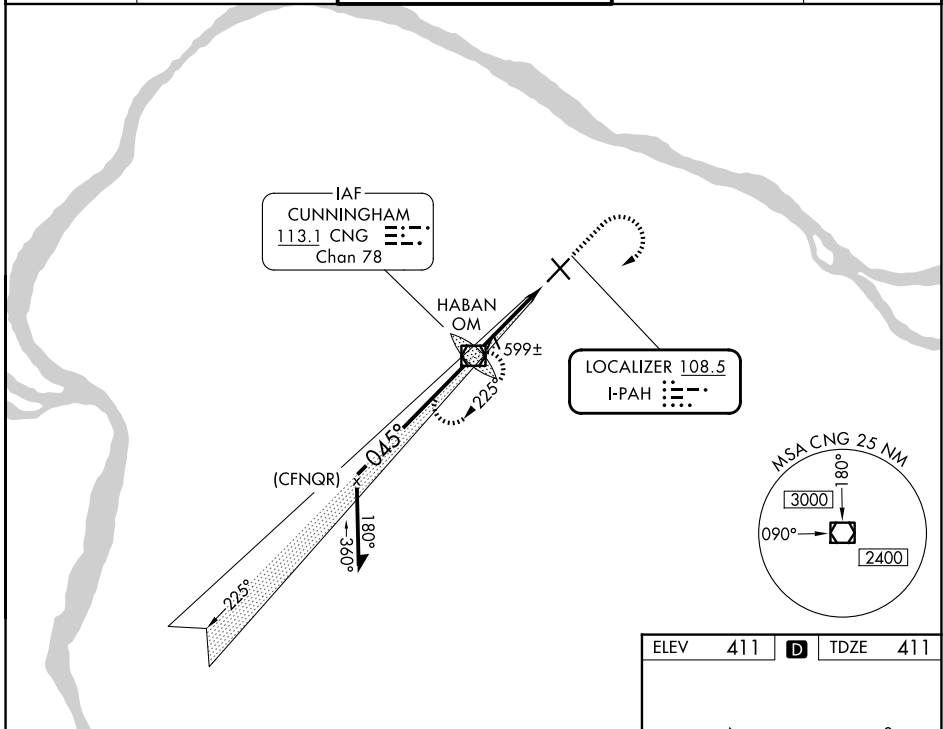 IAF
CUNNINGHAM
113.1 CNG
Chan 78
HABAN
OM
599±
225°
LOCALIZER 108.5
I-PAH
045°
(CFNQR)
180°
360°
225°
MSA CNG 25 NM
180°
3000
090°
2400
ELEV 411 D TDZE 411